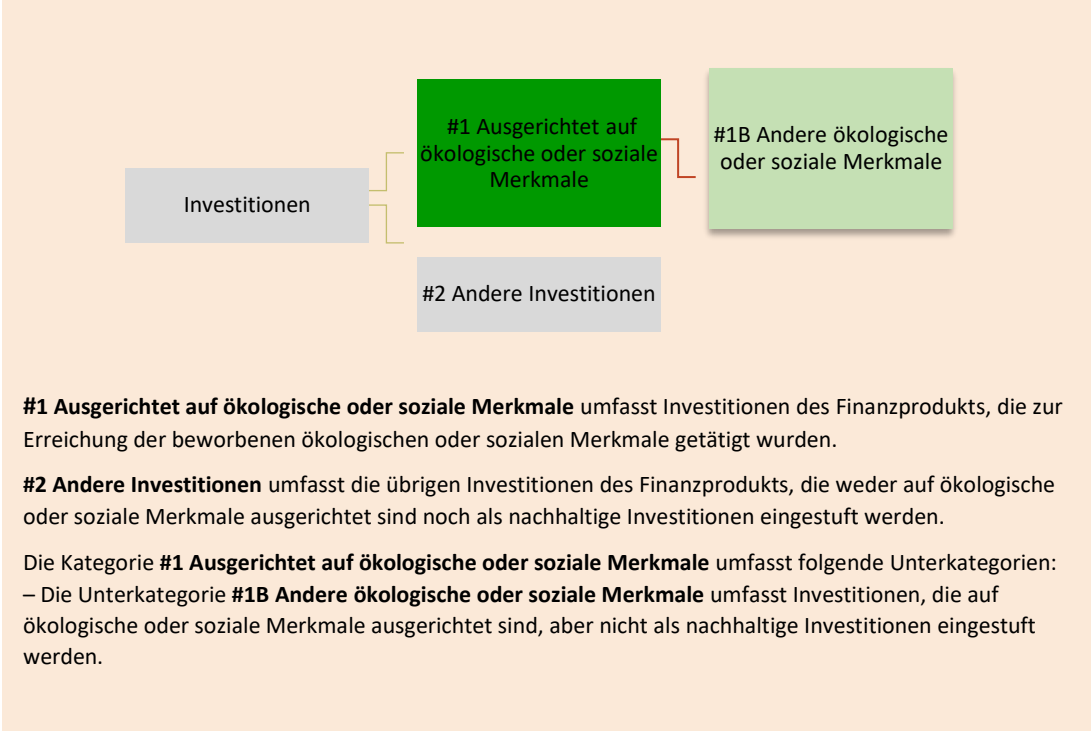 Investitionen
#1 Ausgerichtet auf
ökologische oder soziale
Merkmale
#1B Andere ökologische
oder soziale Merkmale
#2 Andere Investitionen
#1 Ausgerichtet auf ökologische oder soziale Merkmale umfasst Investitionen des Finanzprodukts, die zur
Erreichung der beworbenen ökologischen oder sozialen Merkmale getätigt wurden.
#2 Andere Investitionen umfasst die übrigen Investitionen des Finanzprodukts, die weder auf ökologische
oder soziale Merkmale ausgerichtet sind noch als nachhaltige Investitionen eingestuft werden.
Die Kategorie #1 Ausgerichtet auf ökologische oder soziale Merkmale umfasst folgende Unterkategorien:
– Die Unterkategorie #1B Andere ökologische oder soziale Merkmale umfasst Investitionen, die auf
ökologische oder soziale Merkmale ausgerichtet sind, aber nicht als nachhaltige Investitionen eingestuft
werden.